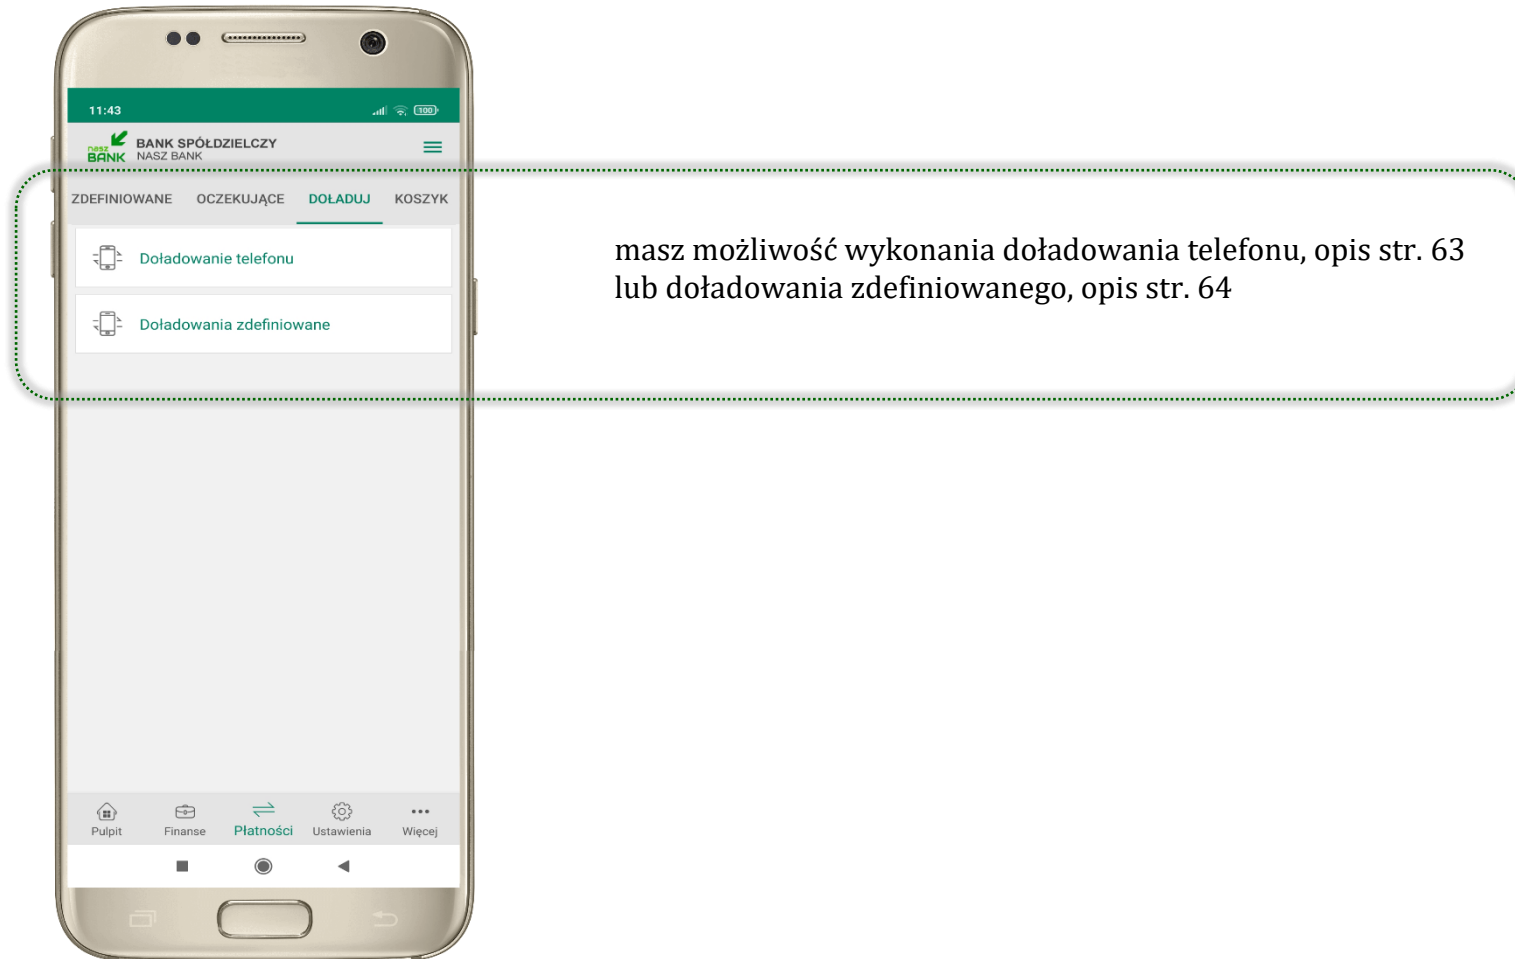 11:43
100
nasz
BANK
BANK SPÓŁDZIELCZY
NASZ BANK
ZDEFINIOWANE OCZEKUJĄCE DOŁADUJ KOSZYK
Doładowanie telefonu
Doładowania zdefiniowane
masz możliwość wykonania doładowania telefonu, opis str. 63
lub doładowania zdefiniowanego, opis str. 64
Pulpit Finanse Płatności Ustawienia Więcej